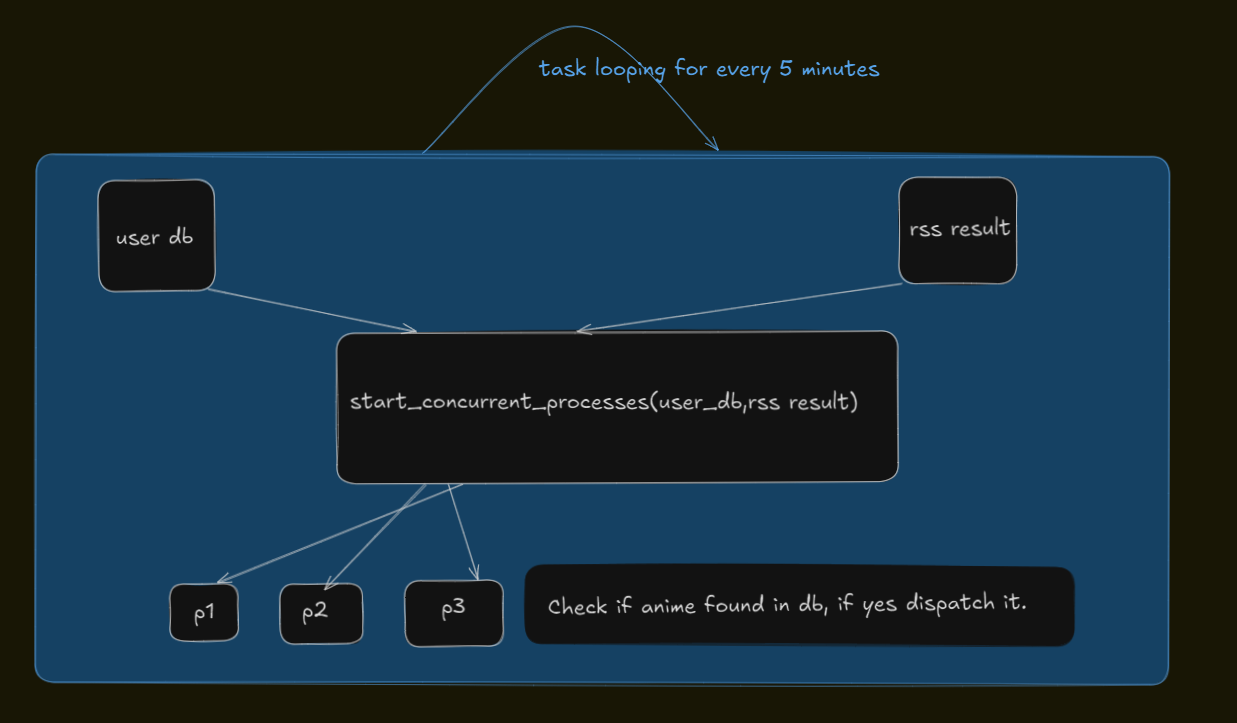 task looping for every 5 minutes
user db
rss result
start_concurrent_processes(user_db,rss result)
p1
p2
p3
Check if anime found in db, if yes dispatch it.